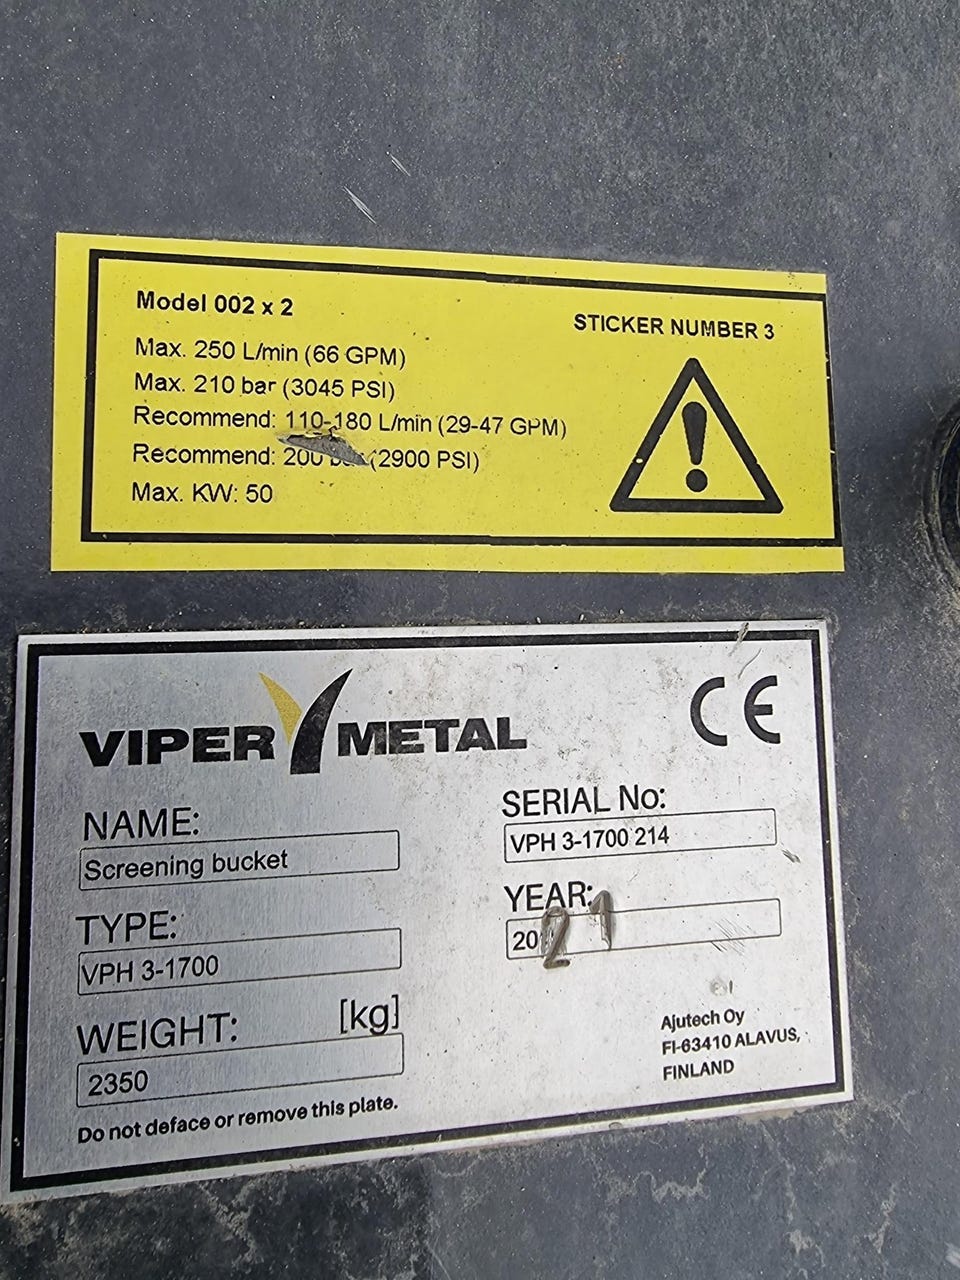 Model 002 x 2
STICKER NUMBER 3
Max. 250 L/min (66 GPM)
Max. 210 bar (3045 PSI)
Recommend: 110-180 L/min (29-47 GPM)
Recommend: 200 bar (2900 PSI)
Max. KW: 50
VIPER METAL
CE
NAME:
Screening bucket
TYPE:
VPH 3-1700
WEIGHT: [kg]
2350
Do not deface or remove this plate.
SERIAL No:
VPH 3-1700 214
YEAR:
2021
Ajutech Oy
FI-63410 ALAVUS,
FINLAND